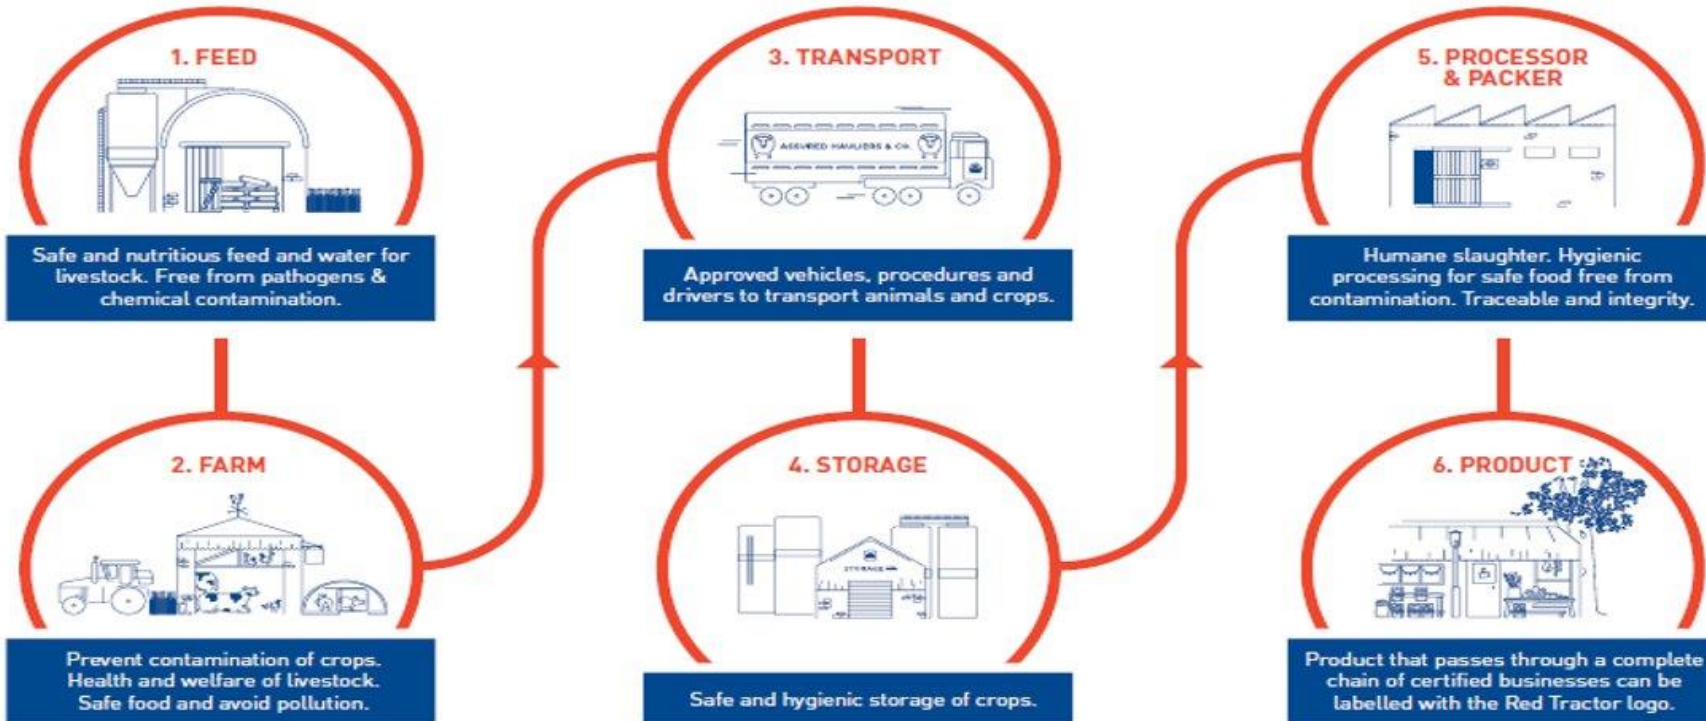 1. FEED
Safe and nutritious feed and water for
livestock. Free from pathogens &
chemical contamination.
2. FARM
Prevent contamination of crops.
Health and welfare of livestock.
Safe food and avoid pollution.
3. TRANSPORT
ASSURED HAULIERS & CO.
Approved vehicles, procedures and
drivers to transport animals and crops.
4. STORAGE
STORAGE
Safe and hygienic storage of crops.
5. PROCESSOR
& PACKER
Humane slaughter. Hygienic
processing for safe food free from
contamination. Traceable and integrity.
6. PRODUCT
Product that passes through a complete
chain of certified businesses can be
labelled with the Red Tractor logo.